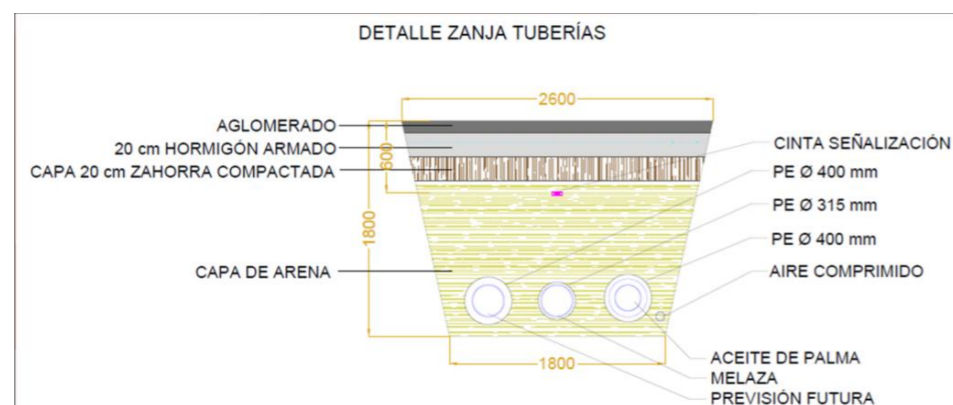 DETALLE ZANJA TUBERÍAS
2600
AGLOMERADO
20 cm HORMIGÓN ARMADO
CAPA 20 cm ZAHORRA COMPACTADA
600
1800
CAPA DE ARENA
CINTA SEÑALIZACIÓN
PE Ø 400 mm
PE Ø 315 mm
PE Ø 400 mm
AIRE COMPRIMIDO
1800
ACEITE DE PALMA
MELAZA
PREVISIÓN FUTURA